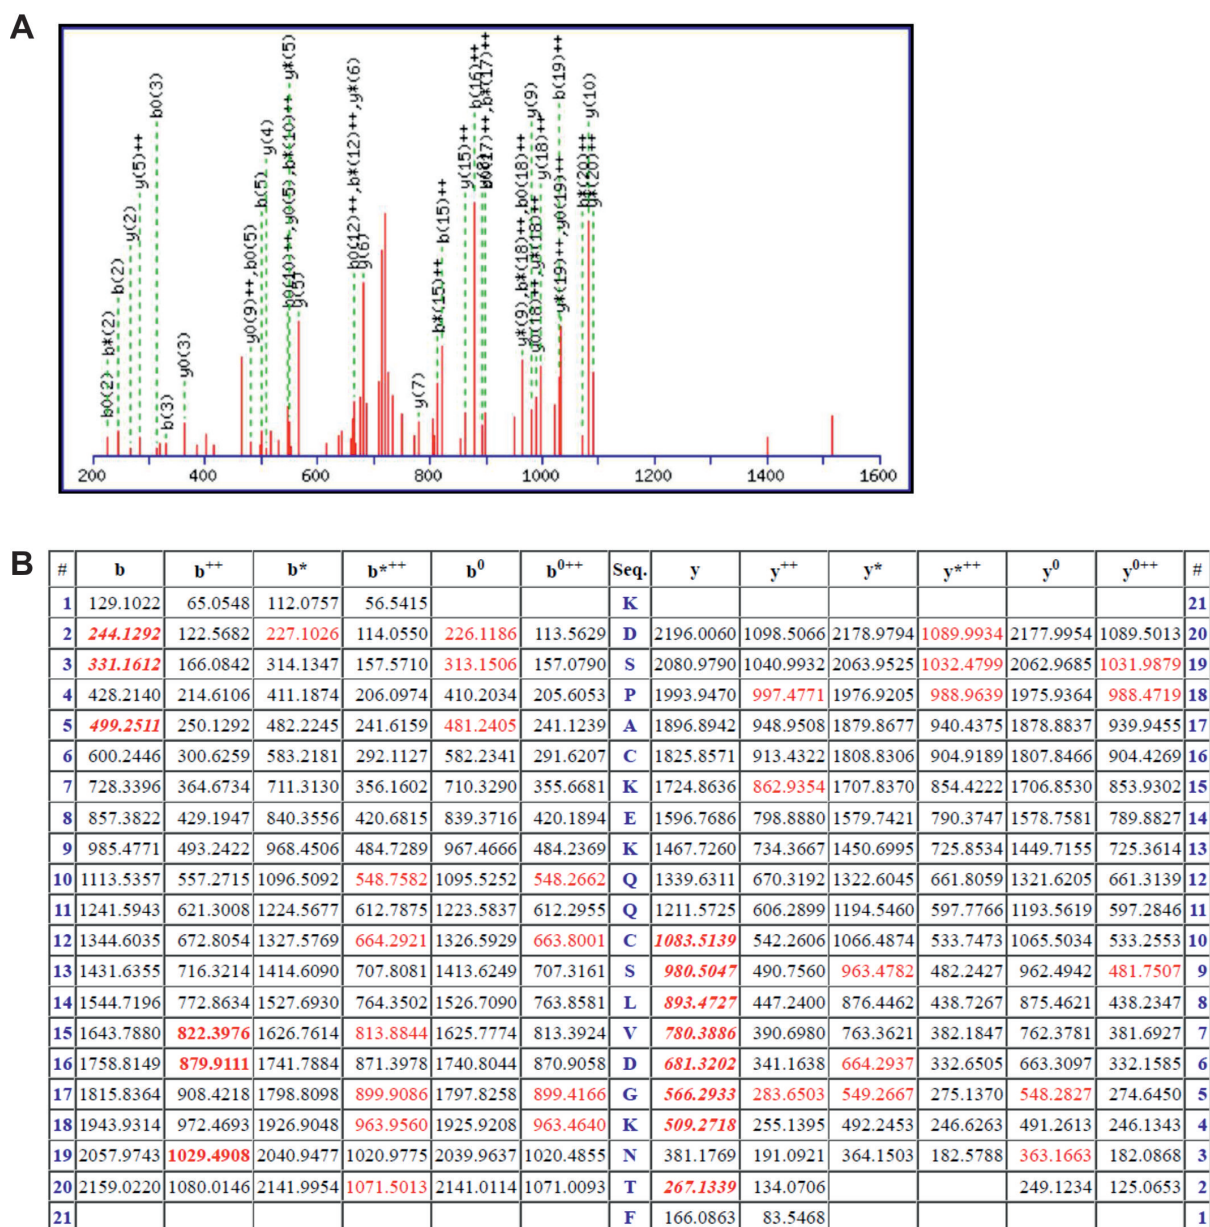 A
b0(2) b*(2)
b(2)
y(2)
y(5)++
b0(3)
b(3)
y0(3)
y0(9)++,b0(5)
b(5)
y(4)
b0(10)++,y0(5),b*(10)++ y*(5)
y(5)
b0(12)++,b*(12)++,y*(6)
y(6)
y(7)
b*(15)++
b(15)++
y(15)++
b(16)++
y(8)
b0(17)++,b*(17)++
y*(9),b*(18)++,b0(18)++
y(9)
y0(18)++,y*(18)++
y(18)++
b(19)++
y*(19)++,y0(19)++
b*(20)++
y(10)
y*(20)++
200 400 600 800 1000 1200 1400 1600
B
# b b++ b* b*++ b0 b0++ Seq. y y++ y* y*++ y0 y0++ #
1 129.1022 65.0548 112.0757 56.5415 K 21
2 244.1292 122.5682 227.1026 114.0550 226.1186 113.5629 D 2196.0060 1098.5066 2178.9794 1089.9934 2177.9954 1089.5013 20
3 331.1612 166.0842 314.1347 157.5710 313.1506 157.0790 S 2080.9790 1040.9932 2063.9525 1032.4799 2062.9685 1031.9879 19
4 428.2140 214.6106 411.1874 206.0974 410.2034 205.6053 P 1993.9470 997.4771 1976.9205 988.9639 1975.9364 988.4719 18
5 499.2511 250.1292 482.2245 241.6159 481.2405 241.1239 A 1896.8942 948.9508 1879.8677 940.4375 1878.8837 939.9455 17
6 600.2446 300.6259 583.2181 292.1127 582.2341 291.6207 C 1825.8571 913.4322 1808.8306 904.9189 1807.8466 904.4269 16
7 728.3396 364.6734 711.3130 356.1602 710.3290 355.6681 K 1724.8636 862.9354 1707.8370 854.4222 1706.8530 853.9302 15
8 857.3822 429.1947 840.3556 420.6815 839.3716 420.1894 E 1596.7686 798.8880 1579.7421 790.3747 1578.7581 789.8827 14
9 985.4771 493.2422 968.4506 484.7289 967.4666 484.2369 K 1467.7260 734.3667 1450.6995 725.8534 1449.7155 725.3614 13
10 1113.5357 557.2715 1096.5092 548.7582 1095.5252 548.2662 Q 1339.6311 670.3192 1322.6045 661.8059 1321.6205 661.3139 12
11 1241.5943 621.3008 1224.5677 612.7875 1223.5837 612.2955 Q 1211.5725 606.2899 1194.5460 597.7766 1193.5619 597.2846 11
12 1344.6035 672.8054 1327.5769 664.2921 1326.5929 663.8001 C 1083.5139 542.2606 1066.4874 533.7473 1065.5034 533.2553 10
13 1431.6355 716.3214 1414.6090 707.8081 1413.6249 707.3161 S 980.5047 490.7560 963.4782 482.2427 962.4942 481.7507 9
14 1544.7196 772.8634 1527.6930 764.3502 1526.7090 763.8581 L 893.4727 447.2400 876.4462 438.7267 875.4621 438.2347 8
15 1643.7880 822.3976 1626.7614 813.8844 1625.7774 813.3924 V 780.3886 390.6980 763.3621 382.1847 762.3781 381.6927 7
16 1758.8149 879.9111 1741.7884 871.3978 1740.8044 870.9058 D 681.3202 341.1638 664.2937 332.6505 663.3097 332.1585 6
17 1815.8364 908.4218 1798.8098 899.9086 1797.8258 899.4166 G 566.2933 283.6503 549.2667 275.1370 548.2827 274.6450 5
18 1943.9314 972.4693 1926.9048 963.9560 1925.9208 963.4640 K 509.2718 255.1395 492.2453 246.6263 491.2613 246.1343 4
19 2057.9743 1029.4908 2040.9477 1020.9775 2039.9637 1020.4855 N 381.1769 191.0921 364.1503 182.5788 363.1663 182.0868 3
20 2159.0220 1080.0146 2141.9954 1071.5013 2141.0114 1071.0093 T 267.1339 134.0706 249.1234 125.0653 2
21 F 166.0863 83.5468 1